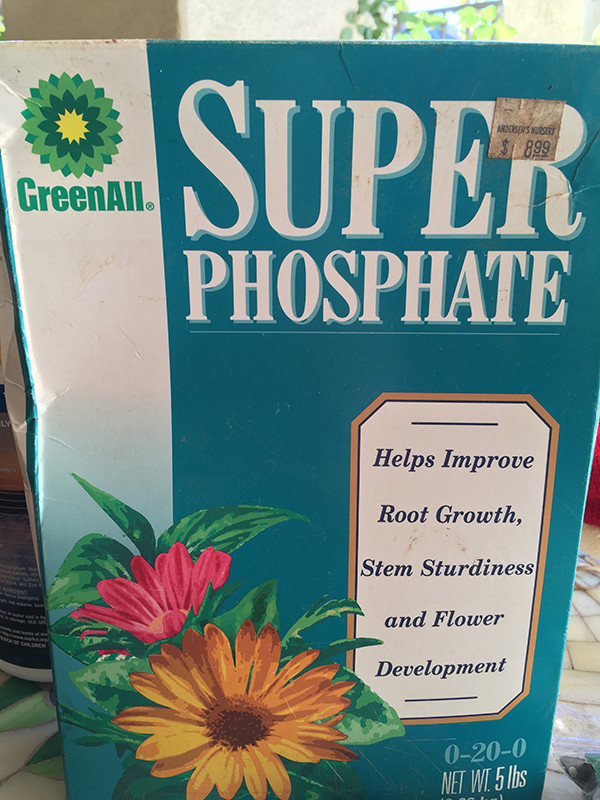 GreenAll®
SUPER
PHOSPHATE
ANDERSEN'S NURSERY
$ 8.99
Helps Improve
Root Growth,
Stem Sturdiness
and Flower
Development
0-20-0
NET WT. 5 lbs